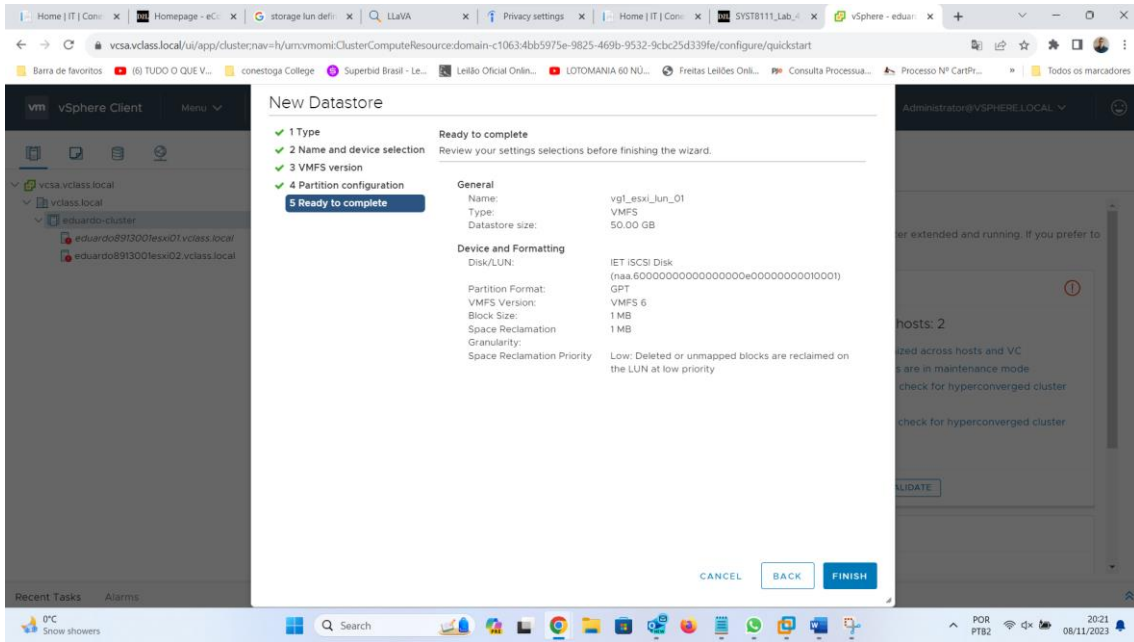 Home | IT | Cone
Homepage - eCo
storage lun defin
LLaVA
Privacy settings
Home | IT | Cone
SYST8111_Lab_4
vSphere - eduar
vcsa.vclass.local/ui/app/cluster;nav=h/urn:vmomi:ClusterComputeResource:domain-c1063:4bb5975e-9825-469b-9532-9cbc25d339fe/configure/quickstart
Barra de favoritos
(6) TUDO O QUE V...
conestoga College
Superbid Brasil - Le...
Leilão Oficial Onlin...
LOTOMANIA 60 NÚ...
Freitas Leilões Onli...
Consulta Processua...
Processo Nº CartPr...
»
Todos os marcadores
vm vSphere Client
Menu
Administrator@VSPHERE.LOCAL
vcsa.vclass.local
vclass.local
eduardo-cluster
eduardo8913001esxi01.vclass.local
eduardo8913001esxi02.vclass.local
New Datastore
1 Type
2 Name and device selection
3 VMFS version
4 Partition configuration
5 Ready to complete
Ready to complete
Review your settings selections before finishing the wizard.
General
Name: vg1_esxi_lun_01
Type: VMFS
Datastore size: 50.00 GB
Device and Formatting
Disk/LUN: IET iSCSI Disk
(naa.60000000000000000e00000000010001)
Partition Format: GPT
VMFS Version: VMFS 6
Block Size: 1 MB
Space Reclamation 1 MB
Granularity:
Space Reclamation Priority Low: Deleted or unmapped blocks are reclaimed on
the LUN at low priority
CANCEL
BACK
FINISH
er extended and running. If you prefer to
hosts: 2
ized across hosts and VC
s are in maintenance mode
check for hyperconverged cluster
check for hyperconverged cluster
ALIDATE
Recent Tasks
Alarms
0°C
Snow showers
Search
POR
PTB2
20:21
08/11/2023